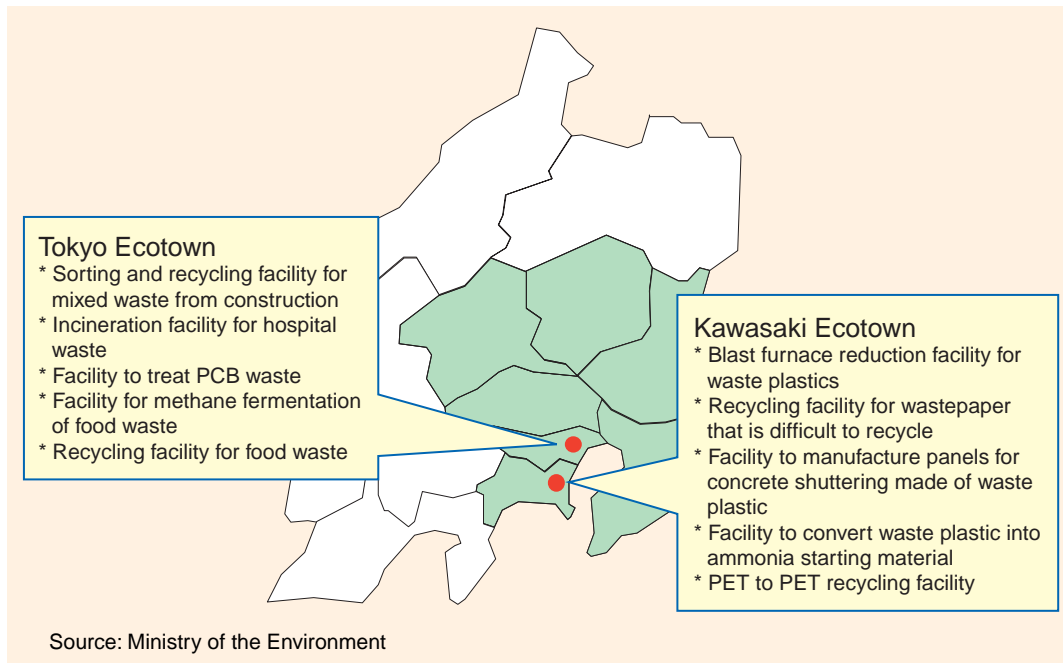 Tokyo Ecotown
* Sorting and recycling facility for
mixed waste from construction
* Incineration facility for hospital
waste
* Facility to treat PCB waste
* Facility for methane fermentation
of food waste
* Recycling facility for food waste
Kawasaki Ecotown
* Blast furnace reduction facility for
waste plastics
* Recycling facility for wastepaper
that is difficult to recycle
* Facility to manufacture panels for
concrete shuttering made of waste
plastic
* Facility to convert waste plastic into
ammonia starting material
* PET to PET recycling facility
Source: Ministry of the Environment